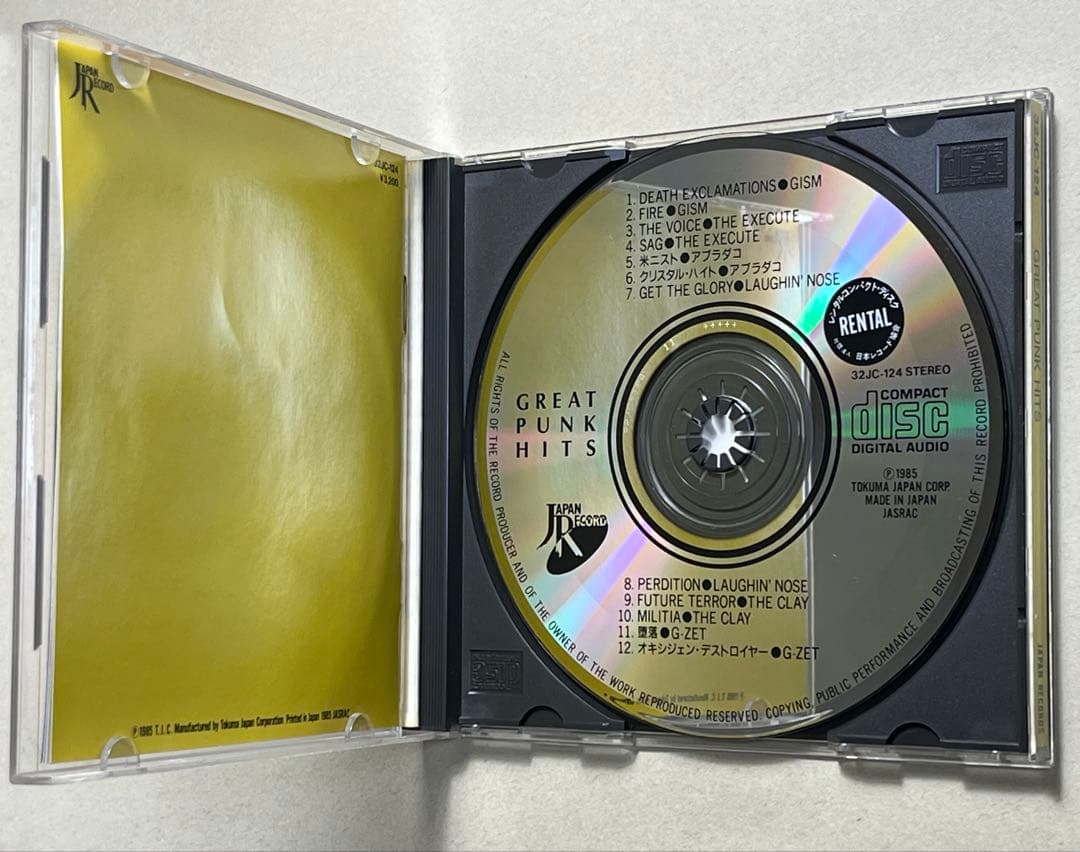 JAPAN
RECORD
32JC-124
¥3,200
℗1985 T.J.C. Manufactured by Tokuma Japan Corporation Printed in Japan 1985 JASRAC
1. DEATH EXCLAMATIONS●GISM
2. FIRE●GISM
3. THE VOICE●THE EXECUTE
4. SAG●THE EXECUTE
5. 米ニスト●アブラダコ
6. クリスタル・ハイト●アブラダコ
7. GET THE GLORY●LAUGHIN' NOSE
レンタルコンパクト・ディスク
RENTAL
社団法人 日本レコード協会
32JC-124 STEREO
COMPACT
disc
DIGITAL AUDIO
℗1985
TOKUMA JAPAN CORP.
MADE IN JAPAN
JASRAC
GREAT
PUNK
HITS
JAPAN
RECORD
8. PERDITION●LAUGHIN' NOSE
9. FUTURE TERROR●THE CLAY
10. MILITIA●THE CLAY
11. 堕落●G-ZET
12. オキシジェン・デストロイヤー●G-ZET
ALL RIGHTS OF THE RECORD PRODUCER AND OF THE OWNER OF THE WORK REPRODUCED RESERVED. COPYING, PUBLIC PERFORMANCE AND BROADCASTING OF THIS RECORD PROHIBITED
disc
disc
32JC-124 GREAT PUNK HITS JAPAN RECORDS